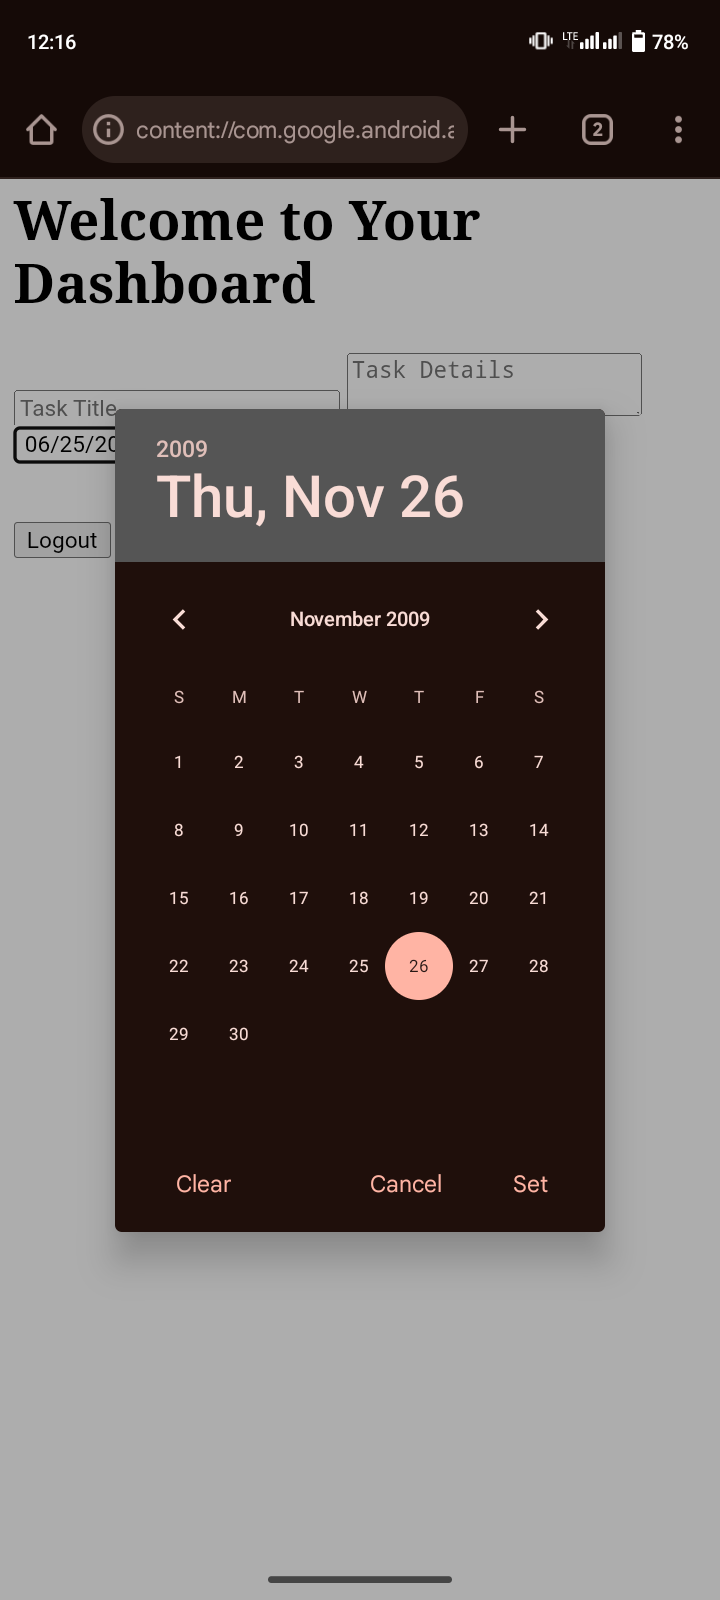 12:16
LTE
78%
content://com.google.android.a
2
Welcome to Your
Dashboard
Task Details
Task Title
06/25/20
Logout
2009
Thu, Nov 26
November 2009
S M T W T F S
1 2 3 4 5 6 7
8 9 10 11 12 13 14
15 16 17 18 19 20 21
22 23 24 25 26 27 28
29 30
Clear Cancel Set